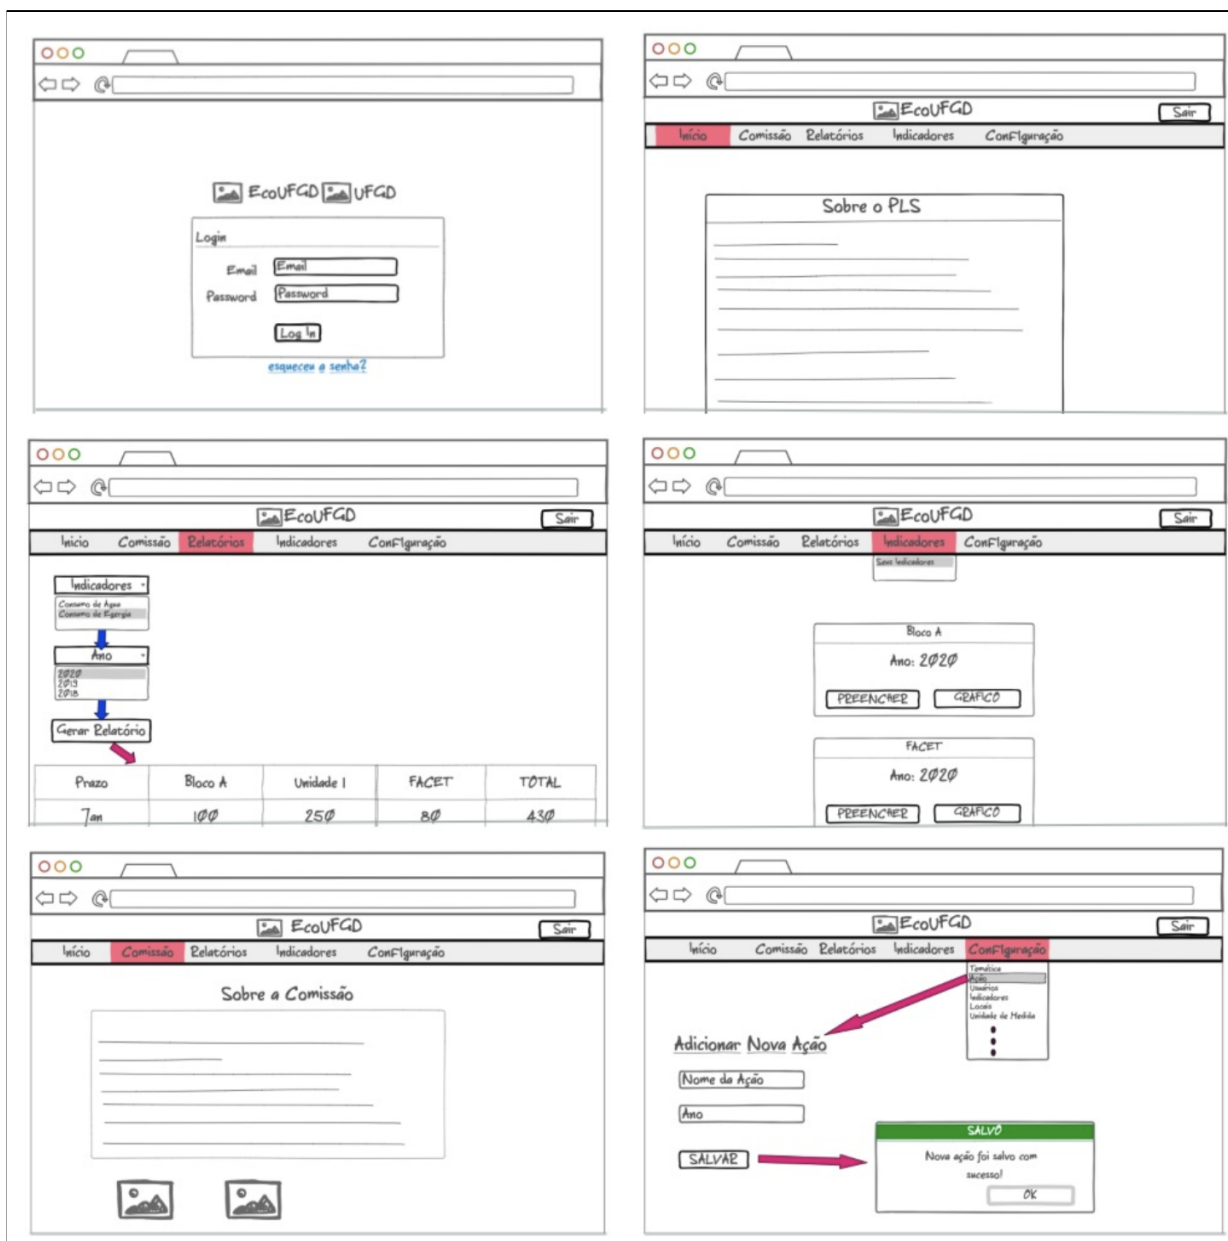 EcoUFGD UFGD
Login
Email Email
Password Password
Log In
esqueceu a senha?
EcoUFGD Sair
Início Comissão Relatórios Indicadores Configuração
Sobre o PLS
EcoUFGD Sair
Início Comissão Relatórios Indicadores Configuração
Indicadores
Consumo de Água
Consumo de Energia
Ano
2020
2019
2018
Gerar Relatório
Prazo Bloco A Unidade I FACET TOTAL
Jan 100 250 80 430
EcoUFGD Sair
Início Comissão Relatórios Indicadores Configuração
Seus Indicadores
Bloco A
Ano: 2020
PREENCHER GRÁFICO
FACET
Ano: 2020
PREENCHER GRÁFICO
EcoUFGD Sair
Início Comissão Relatórios Indicadores Configuração
Sobre a Comissão
EcoUFGD Sair
Início Comissão Relatórios Indicadores Configuração
Temática
Ação
Usuários
Indicadores
Locais
Unidade de Medida
Adicionar Nova Ação
Nome da Ação
Ano
SALVAR
SALVO
Nova ação foi salvo com
sucesso!
OK